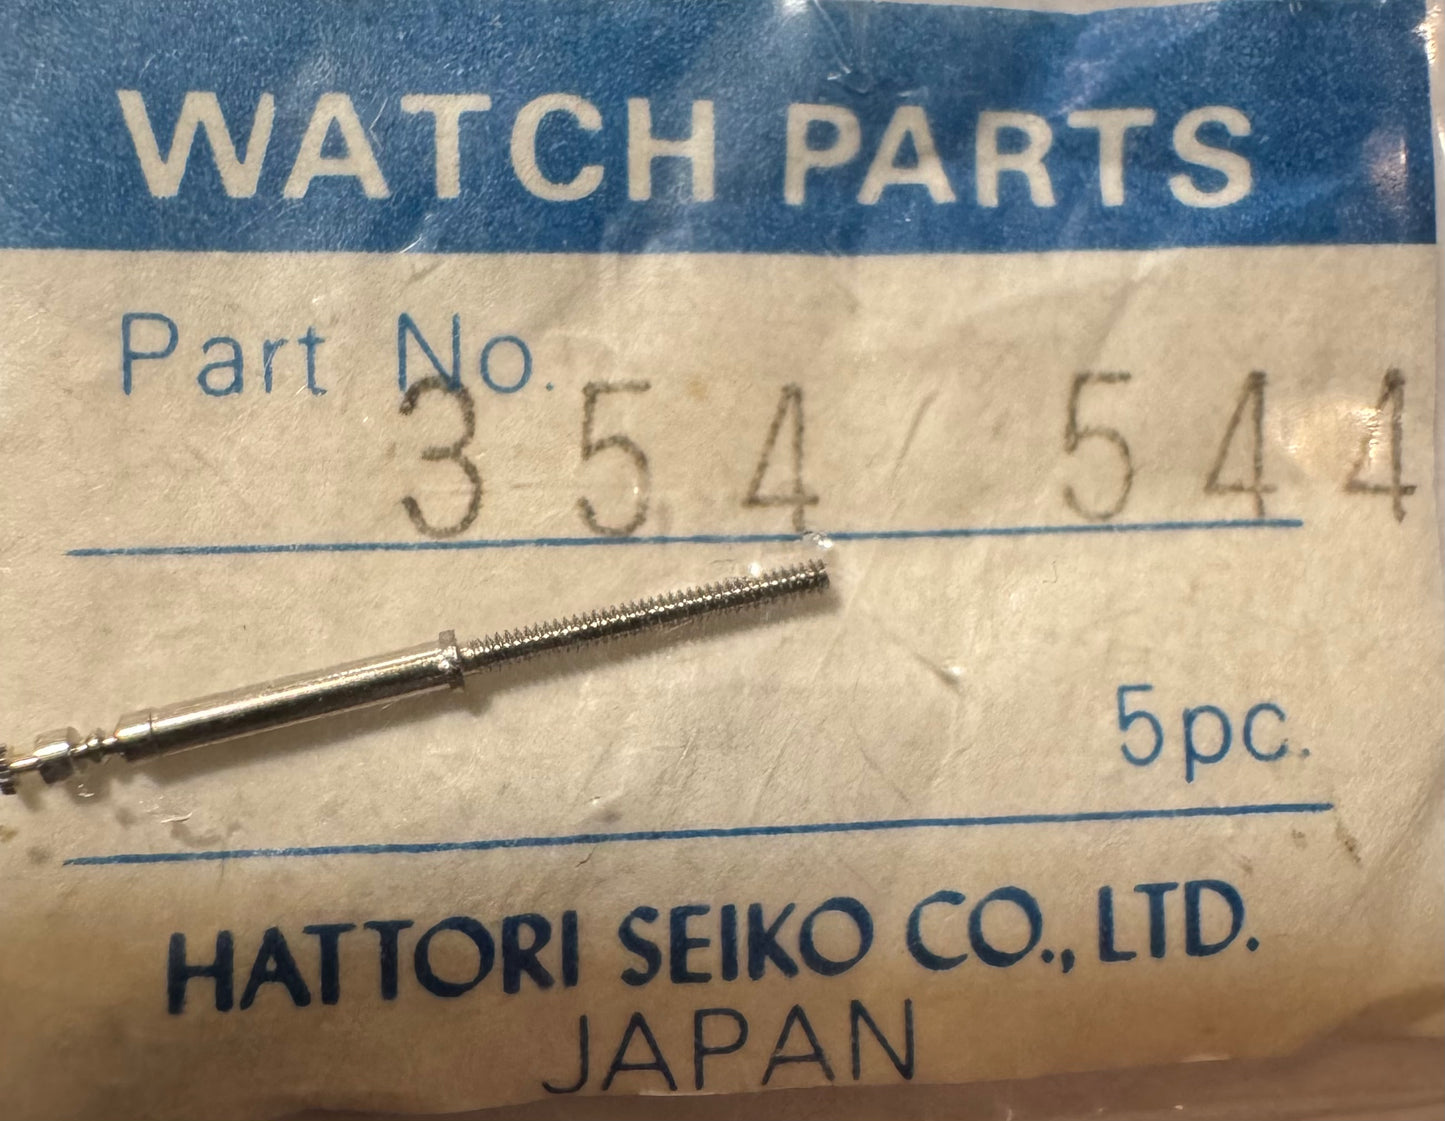 WATCH PARTS
Part No.
354 544
5pc.
HATTORI SEIKO CO., LTD.
JAPAN